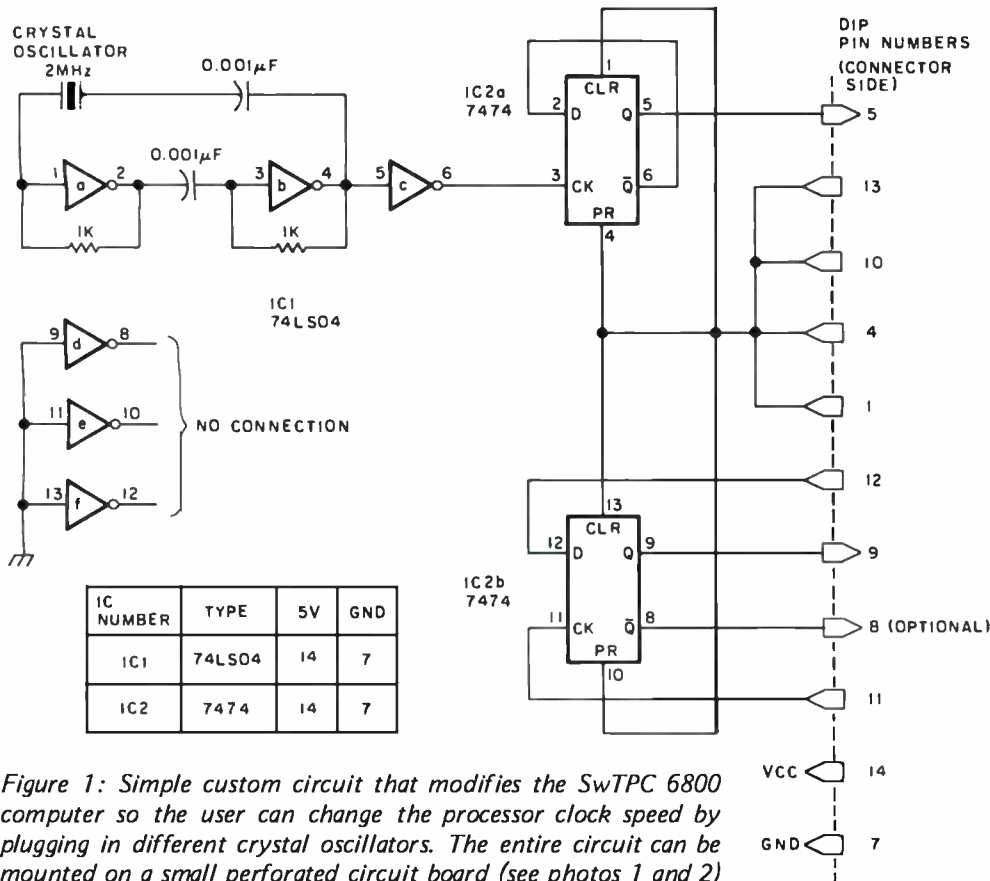 CRYSTAL
OSCILLATOR
2MHz
0.001µF
0.001µF
1 a 2
3 b 4
5 c 6
1K
1K
IC1
74LS04
9 d 8
11 e 10
13 f 12
NO CONNECTION
IC2a
7474
1
CLR
2 D Q 5
3 CK Q̅ 6
PR
4
IC2b
7474
13
CLR
12 D Q 9
11 CK Q̅ 8
PR
10
DIP
PIN NUMBERS
(CONNECTOR
SIDE)
5
13
10
4
1
12
9
8 (OPTIONAL)
11
VCC 14
GND 7
IC NUMBER TYPE 5V GND
IC1 74LS04 14 7
IC2 7474 14 7
Figure 1: Simple custom circuit that modifies the SwTPC 6800
computer so the user can change the processor clock speed by
plugging in different crystal oscillators. The entire circuit can be
mounted on a small perforated circuit board (see photos 1 and 2)